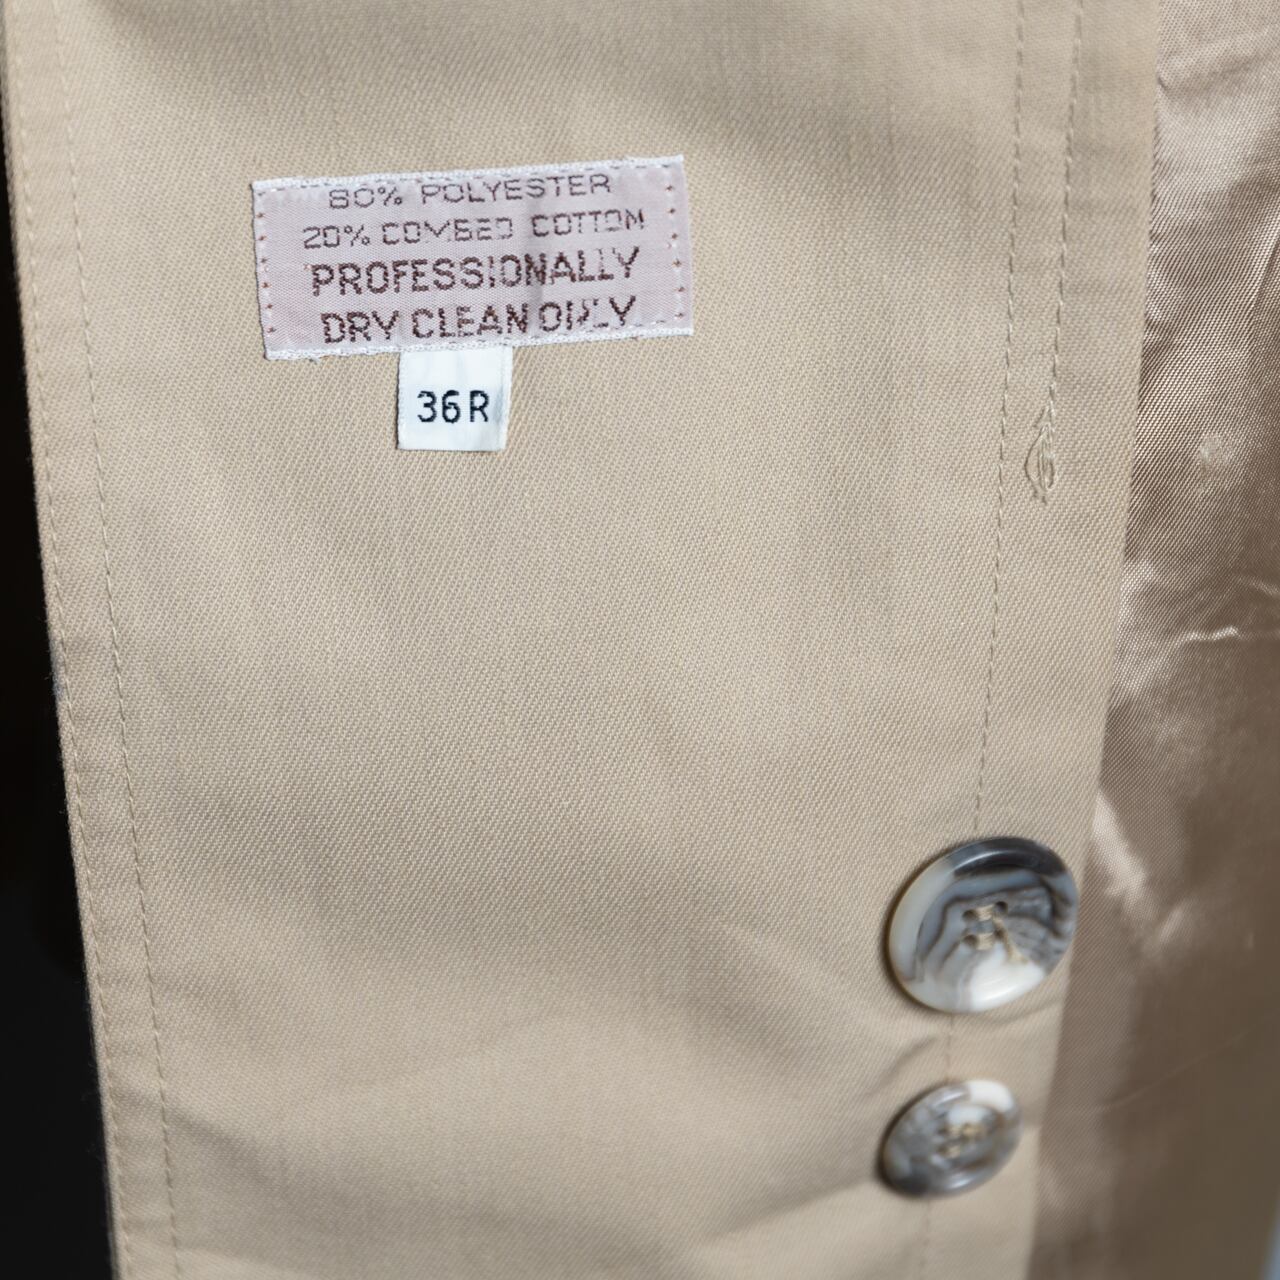 80% POLYESTER
20% COMBED COTTON
PROFESSIONALLY
DRY CLEAN ONLY
36R